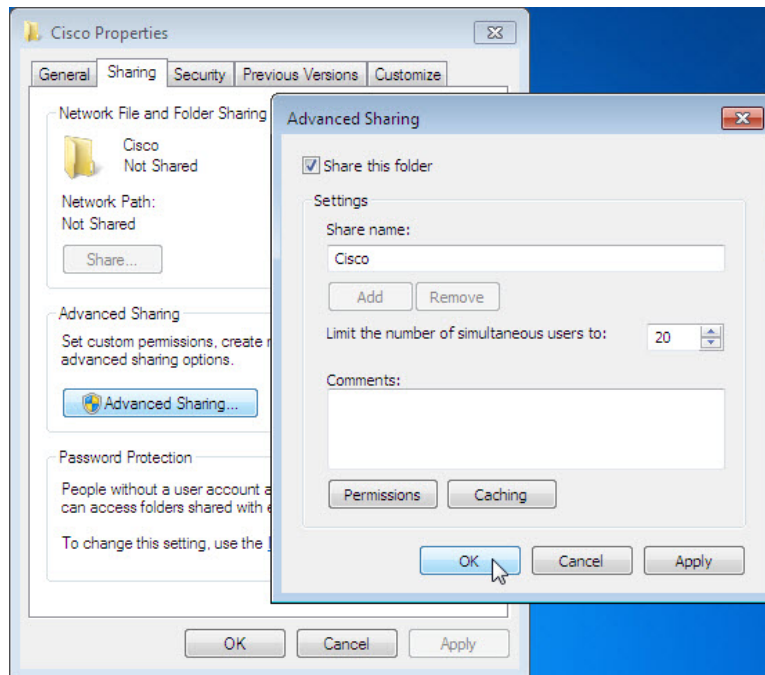 Cisco Properties
General Sharing Security Previous Versions Customize
Network File and Folder Sharing
Cisco
Not Shared
Network Path:
Not Shared
Share...
Advanced Sharing
Set custom permissions, create
advanced sharing options.
Advanced Sharing...
Password Protection
People without a user account
can access folders shared with
To change this setting, use the
OK Cancel Apply
Advanced Sharing
Share this folder
Settings
Share name:
Cisco
Add Remove
Limit the number of simultaneous users to: 20
Comments:
Permissions Caching
OK Cancel Apply